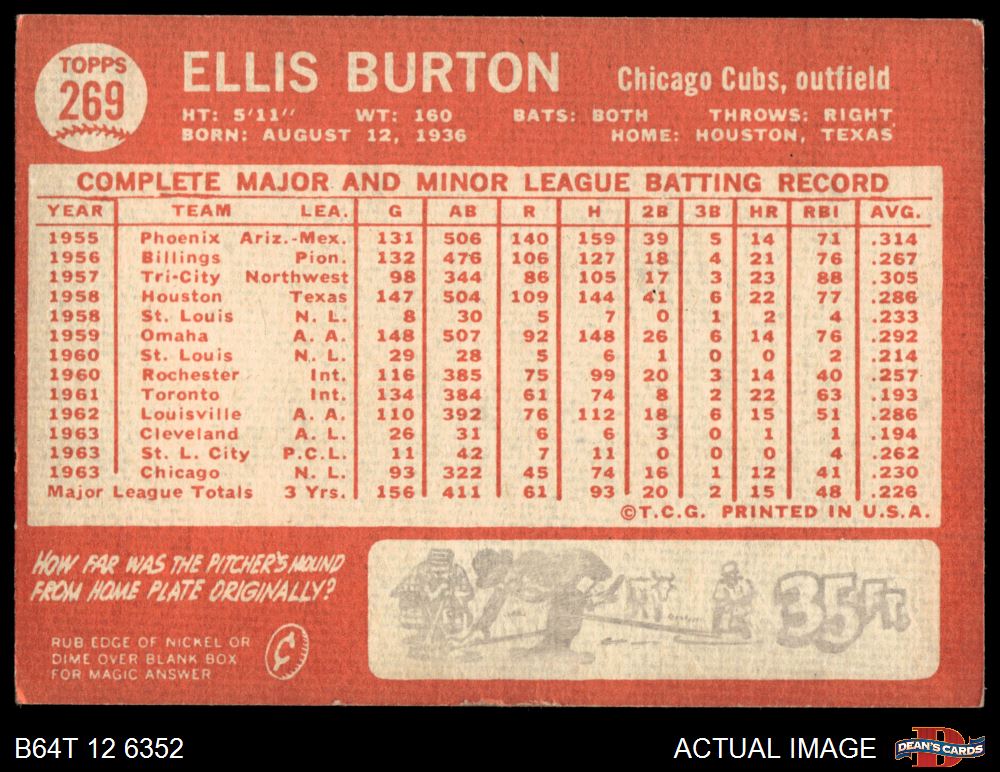 TOPPS
269
ELLIS BURTON
Chicago Cubs, outfield
HT: 5'11" WT: 160 BATS: BOTH THROWS: RIGHT
BORN: AUGUST 12, 1936 HOME: HOUSTON, TEXAS
COMPLETE MAJOR AND MINOR LEAGUE BATTING RECORD
YEAR TEAM LEA. G AB R H 2B 3B HR RBI AVG.
1955 Phoenix Ariz.-Mex. 131 506 140 159 39 5 14 71 .314
1956 Billings Pion. 132 476 106 127 18 4 21 76 .267
1957 Tri-City Northwest 98 344 86 105 17 3 23 88 .305
1958 Houston Texas 147 504 109 144 41 6 22 77 .286
1958 St. Louis N. L. 8 30 5 7 0 1 2 4 .233
1959 Omaha A. A. 148 507 92 148 26 6 14 76 .292
1960 St. Louis N. L. 29 28 5 6 1 0 0 2 .214
1960 Rochester Int. 116 385 75 99 20 3 14 40 .257
1961 Toronto Int. 134 384 61 74 8 2 22 63 .193
1962 Louisville A. A. 110 392 76 112 18 6 15 51 .286
1963 Cleveland A. L. 26 31 6 6 3 0 1 1 .194
1963 St. L. City P.C.L. 11 42 7 11 0 0 0 4 .262
1963 Chicago N. L. 93 322 45 74 16 1 12 41 .230
Major League Totals 3 Yrs. 156 411 61 93 20 2 15 48 .226
©T.C.G. PRINTED IN U.S.A.
HOW FAR WAS THE PITCHER'S MOUND
FROM HOME PLATE ORIGINALLY?
35 FT.
RUB EDGE OF NICKEL OR
DIME OVER BLANK BOX
FOR MAGIC ANSWER
B64T 12 6352
ACTUAL IMAGE
DEAN'S CARDS